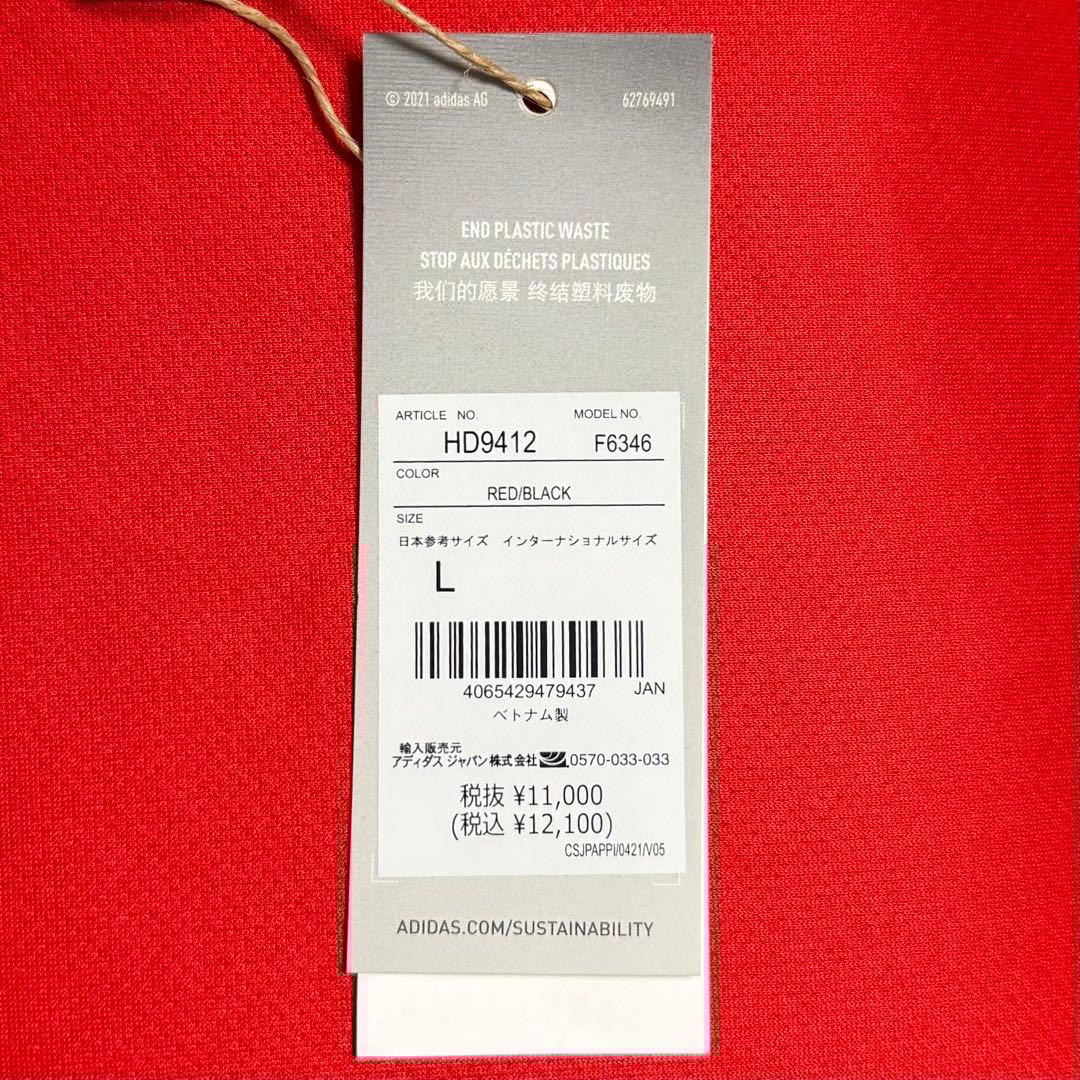 © 2021 adidas AG 62769491
END PLASTIC WASTE
STOP AUX DÉCHETS PLASTIQUES
我们的愿景 终结塑料废物
ARTICLE NO. MODEL NO.
HD9412 F6346
COLOR
RED/BLACK
SIZE
日本参考サイズ インターナショナルサイズ
L
4065429479437 JAN
ベトナム製
輸入販売元
アディダス ジャパン株式会社 0570-033-033
税抜 ¥11,000
(税込 ¥12,100)
CSJPAPPI/0421/V05
ADIDAS.COM/SUSTAINABILITY